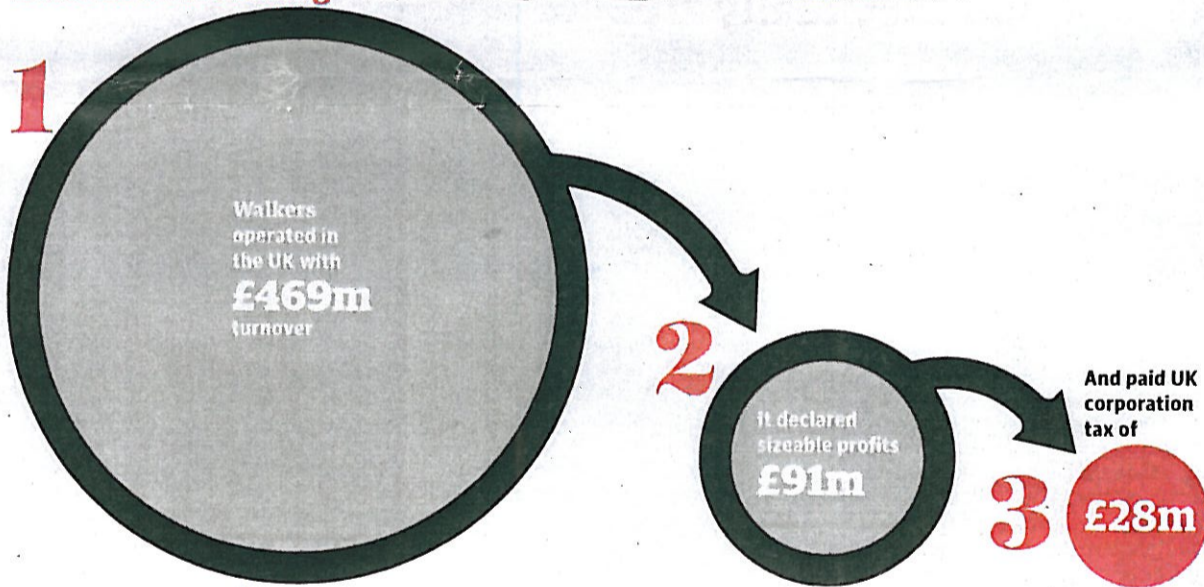 1
Walkers
operated in
the UK with
£469m
turnover
2
it declared
sizeable profits
£91m
And paid UK
corporation
tax of
3
£28m